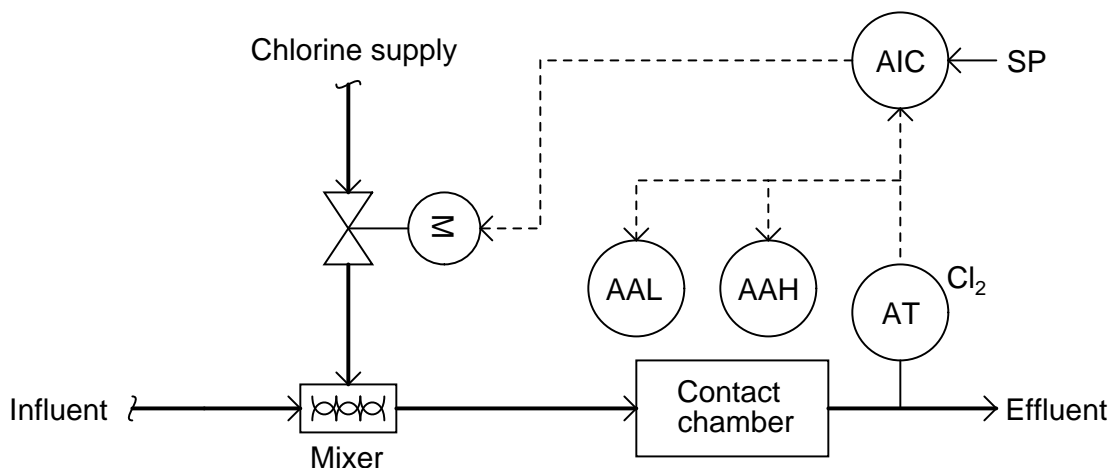 Chlorine supply
AIC
SP
M
AAL
AAH
Cl₂
AT
Influent
Mixer
Contact
chamber
Effluent